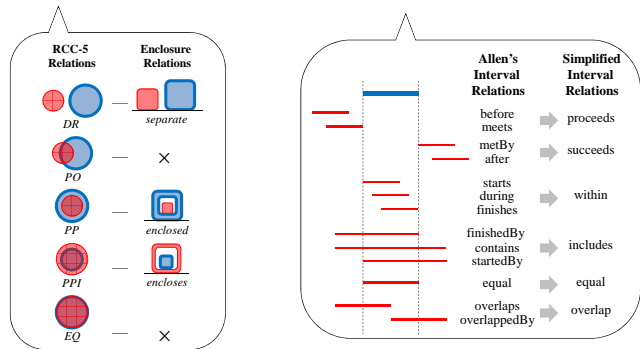 RCC-5
Relations
Enclosure
Relations
DR
separate
PO
×
PP
enclosed
PPI
encloses
EQ
×
Allen's
Interval
Relations
Simplified
Interval
Relations
before
meets
proceeds
metBy
after
succeeds
starts
during
finishes
within
finishedBy
contains
startedBy
includes
equal
equal
overlaps
overlappedBy
overlap